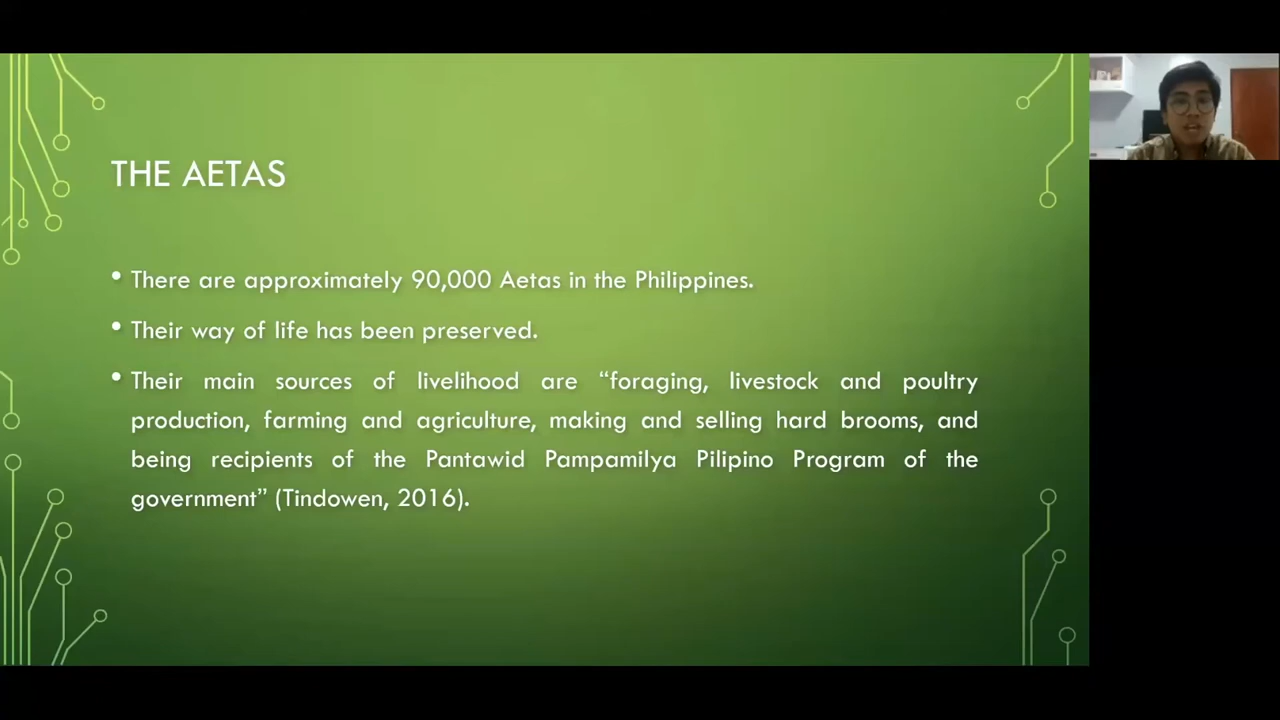 THE AETAS
• There are approximately 90,000 Aetas in the Philippines.
• Their way of life has been preserved.
• Their main sources of livelihood are “foraging, livestock and poultry
production, farming and agriculture, making and selling hard brooms, and
being recipients of the Pantawid Pampamilya Pilipino Program of the
government” (Tindowen, 2016).